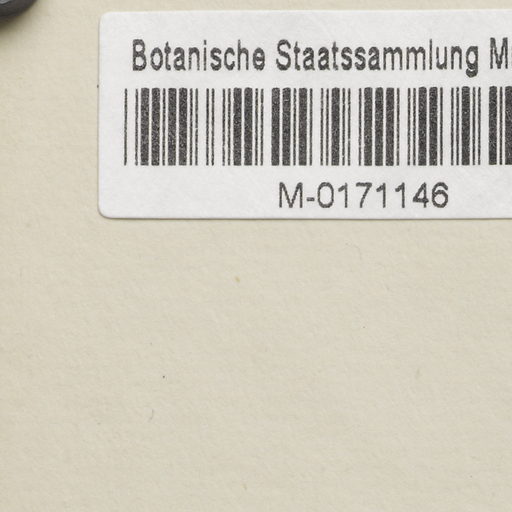 Botanische Staatssammlung
M-0171146